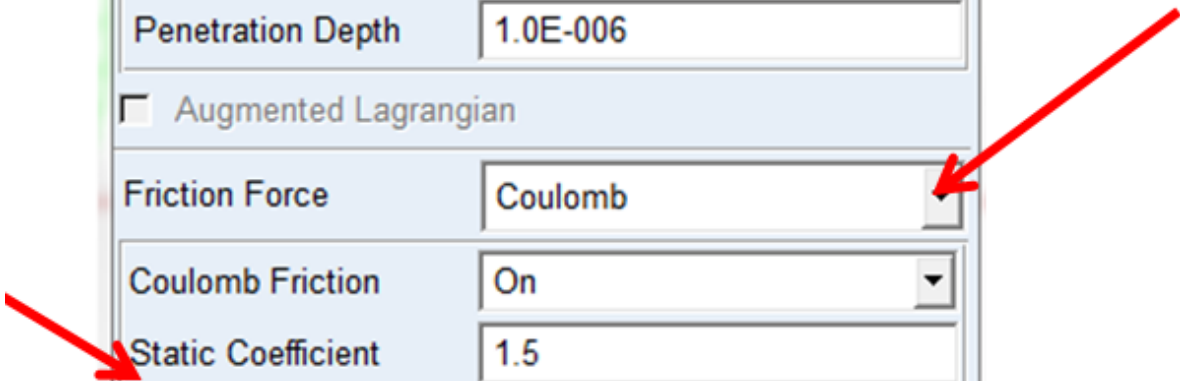 Penetration Depth 1.0E-006
Augmented Lagrangian
Friction Force Coulomb
Coulomb Friction On
Static Coefficient 1.5